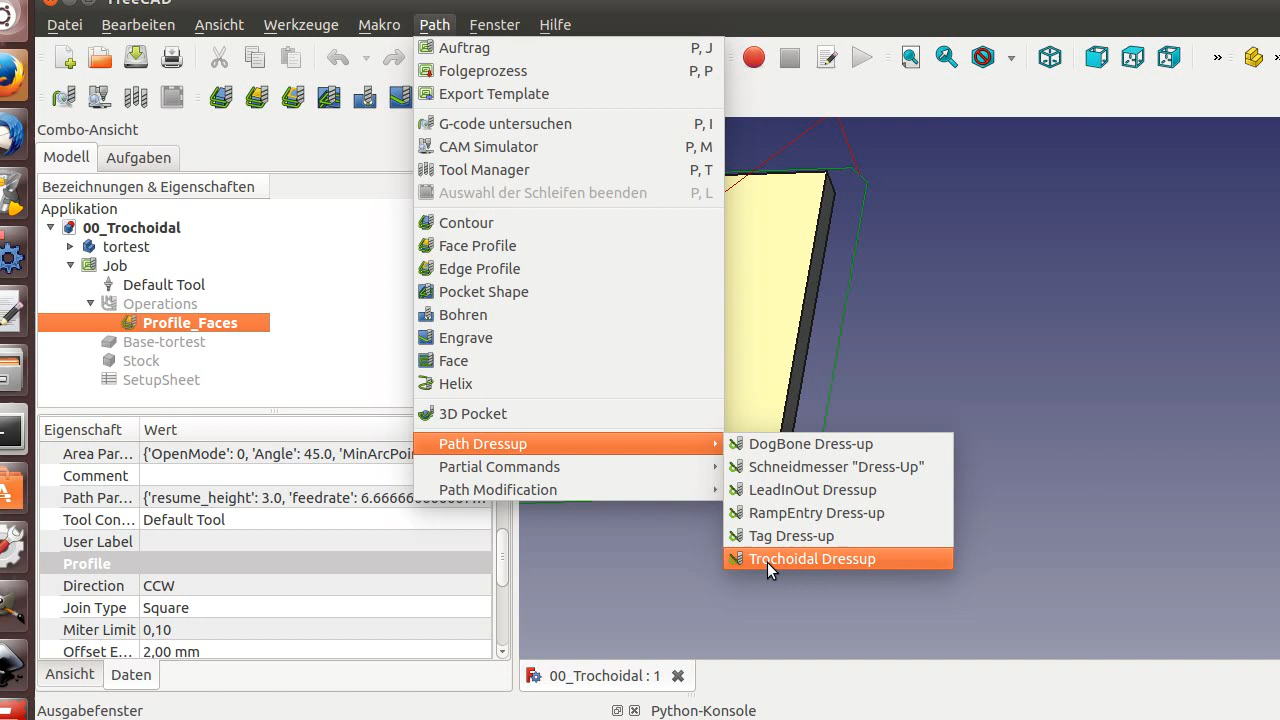 FreeCAD
Datei Bearbeiten Ansicht Werkzeuge Makro Path Fenster Hilfe
Auftrag P, J
Folgeprozess P, P
Export Template
G-code untersuchen P, I
CAM Simulator P, M
Tool Manager P, T
Auswahl der Schleifen beenden P, L
Contour
Face Profile
Edge Profile
Pocket Shape
Bohren
Engrave
Face
Helix
3D Pocket
Path Dressup
Partial Commands
Path Modification
DogBone Dress-up
Schneidmesser "Dress-Up"
LeadInOut Dressup
RampEntry Dress-up
Tag Dress-up
Trochoidal Dressup
Combo-Ansicht
Modell Aufgaben
Bezeichnungen & Eigenschaften
Applikation
00_Trochoidal
tortest
Job
Default Tool
Operations
Profile_Faces
Base-tortest
Stock
SetupSheet
Eigenschaft Wert
Area Par... {'OpenMode': 0, 'Angle': 45.0, 'MinArcPoin
Comment
Path Par... {'resume_height': 3.0, 'feedrate': 6.666666666667...
Tool Con... Default Tool
User Label
Profile
Direction CCW
Join Type Square
Miter Limit 0,10
Offset E... 2,00 mm
Ansicht Daten
00_Trochoidal : 1
Ausgabefenster
Python-Konsole